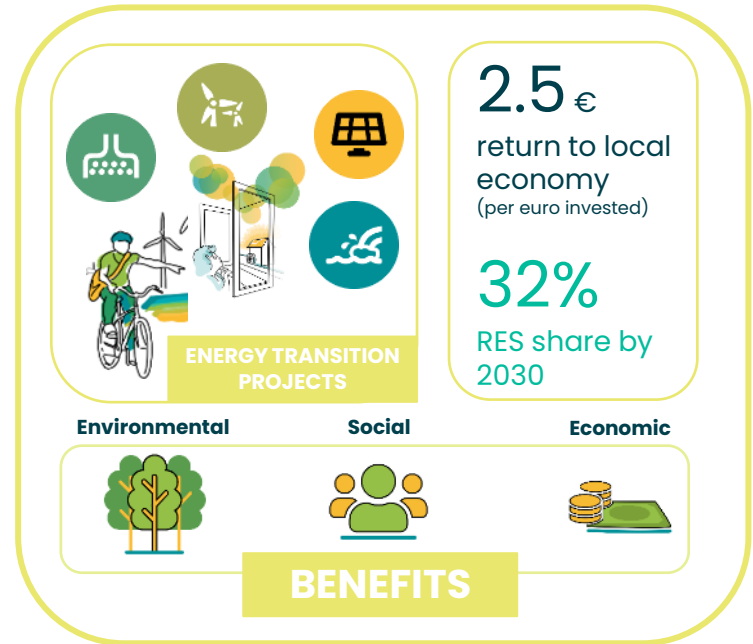 2.5 €
return to local
economy
(per euro invested)
32%
RES share by
2030
ENERGY TRANSITION
PROJECTS
Environmental
Social
Economic
BENEFITS